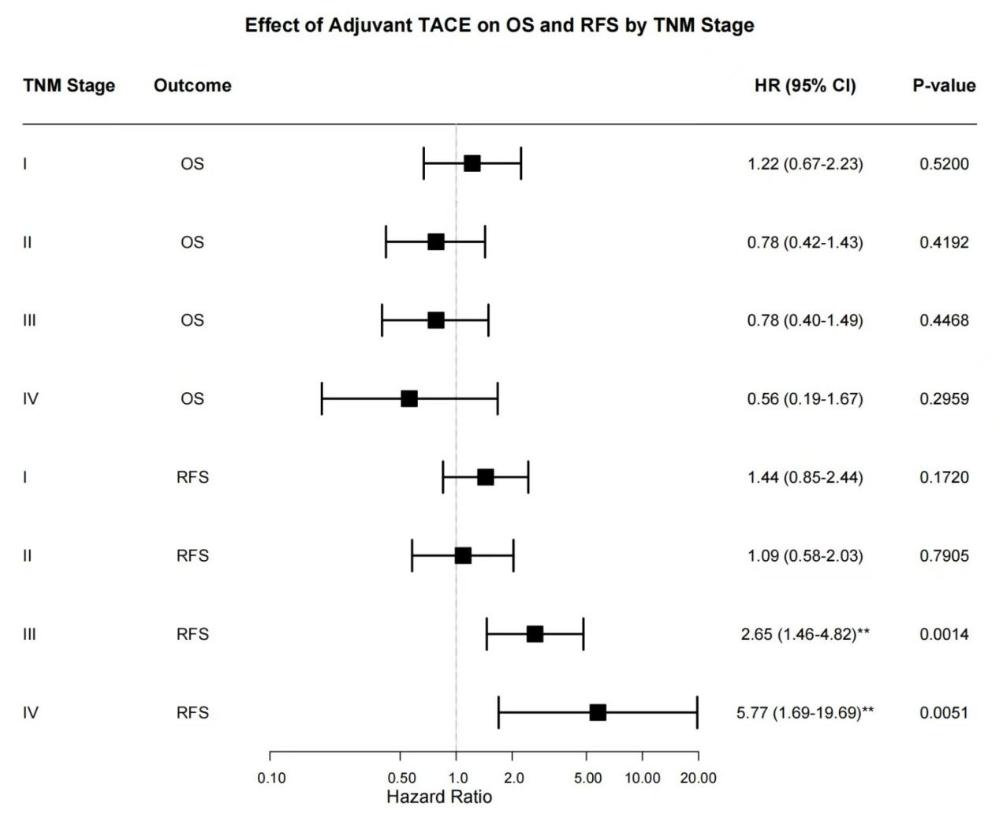 Effect of Adjuvant TACE on OS and RFS by TNM Stage
TNM Stage Outcome HR (95% CI) P-value
I OS 1.22 (0.67-2.23) 0.5200
II OS 0.78 (0.42-1.43) 0.4192
III OS 0.78 (0.40-1.49) 0.4468
IV OS 0.56 (0.19-1.67) 0.2959
I RFS 1.44 (0.85-2.44) 0.1720
II RFS 1.09 (0.58-2.03) 0.7905
III RFS 2.65 (1.46-4.82)** 0.0014
IV RFS 5.77 (1.69-19.69)** 0.0051
0.10 0.50 1.0 2.0 5.00 10.00 20.00
Hazard Ratio